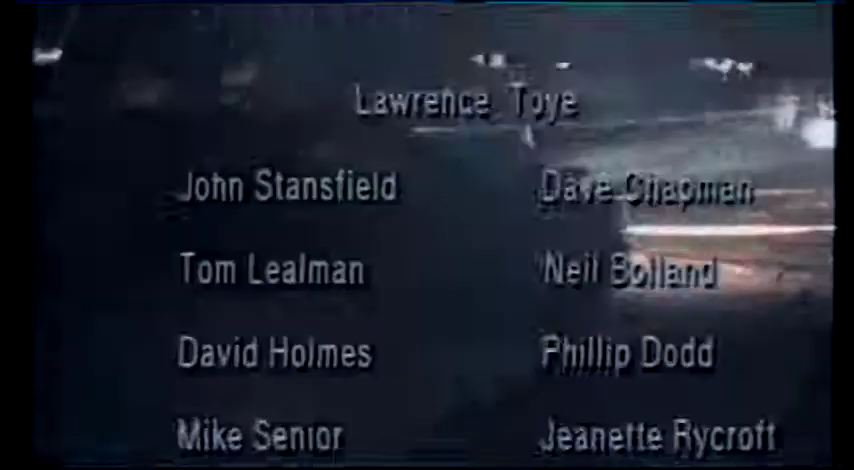 Lawrence Toye
John Stansfield Dave Chapman
Tom Lealman Neil Bolland
David Holmes Phillip Dodd
Mike Senior Jeanette Rycroft